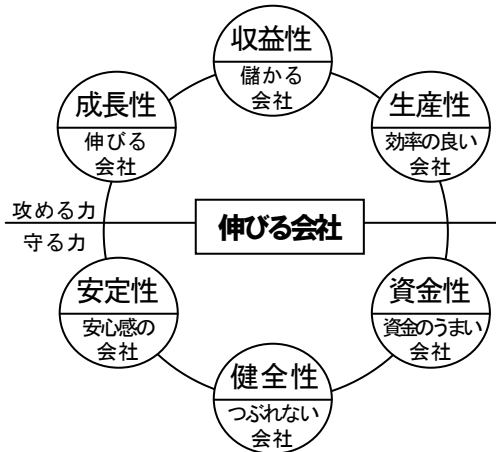 収益性
儲かる
会社
成長性
伸びる
会社
生産性
効率の良い
会社
攻める力
守る力
伸びる会社
安定性
安心感の
会社
資金性
資金のうまい
会社
健全性
つぶれない
会社